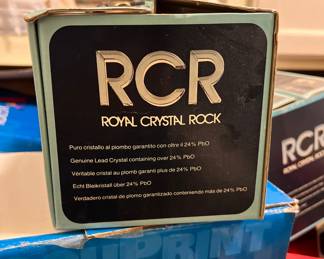 RCR
ROYAL CRYSTAL ROCK
Puro cristallo al piombo garantito con oltre il 24% PbO
Genuine Lead Crystal containing over 24% PbO
Véritable cristal au plomb garanti plus de 24% PbO
Echt Bleikristall über 24% PbO
Verdadero cristal de plomo garantizado conteniendo más de 24% PbO
RCR
ROYAL CRYSTAL